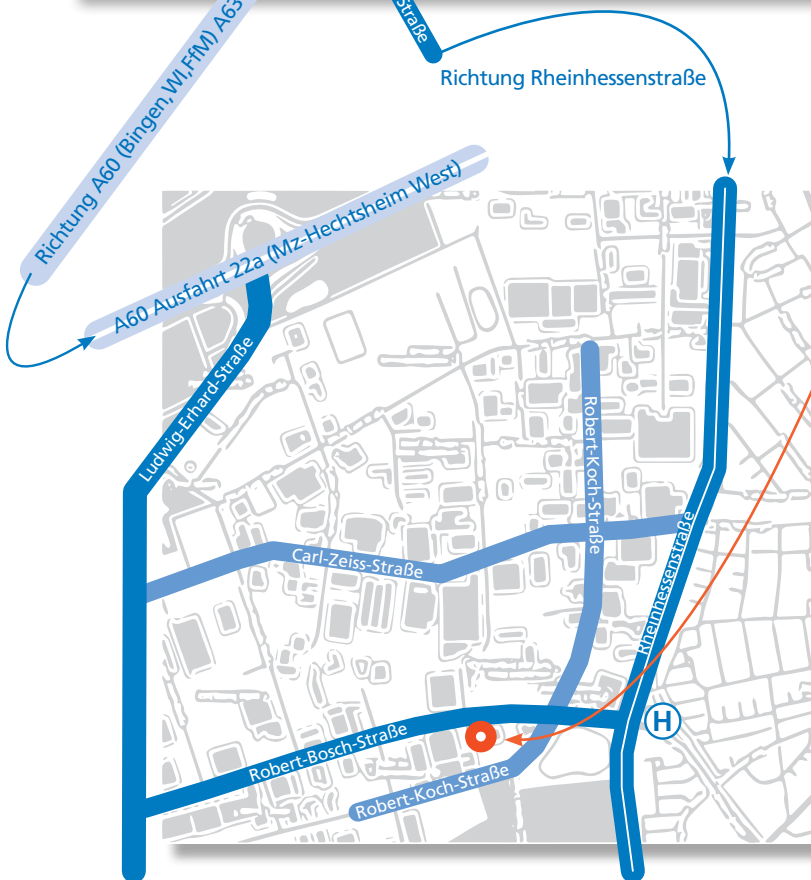 Straße
Richtung A60 (Bingen,WI,FfM) A63
Richtung Rheinhessenstraße
A60 Ausfahrt 22a (Mz-Hechtsheim West)
Ludwig-Erhard-Straße
Robert-Koch-Straße
Carl-Zeiss-Straße
Rheinhessenstraße
H
Robert-Bosch-Straße
Robert-Koch-Straße